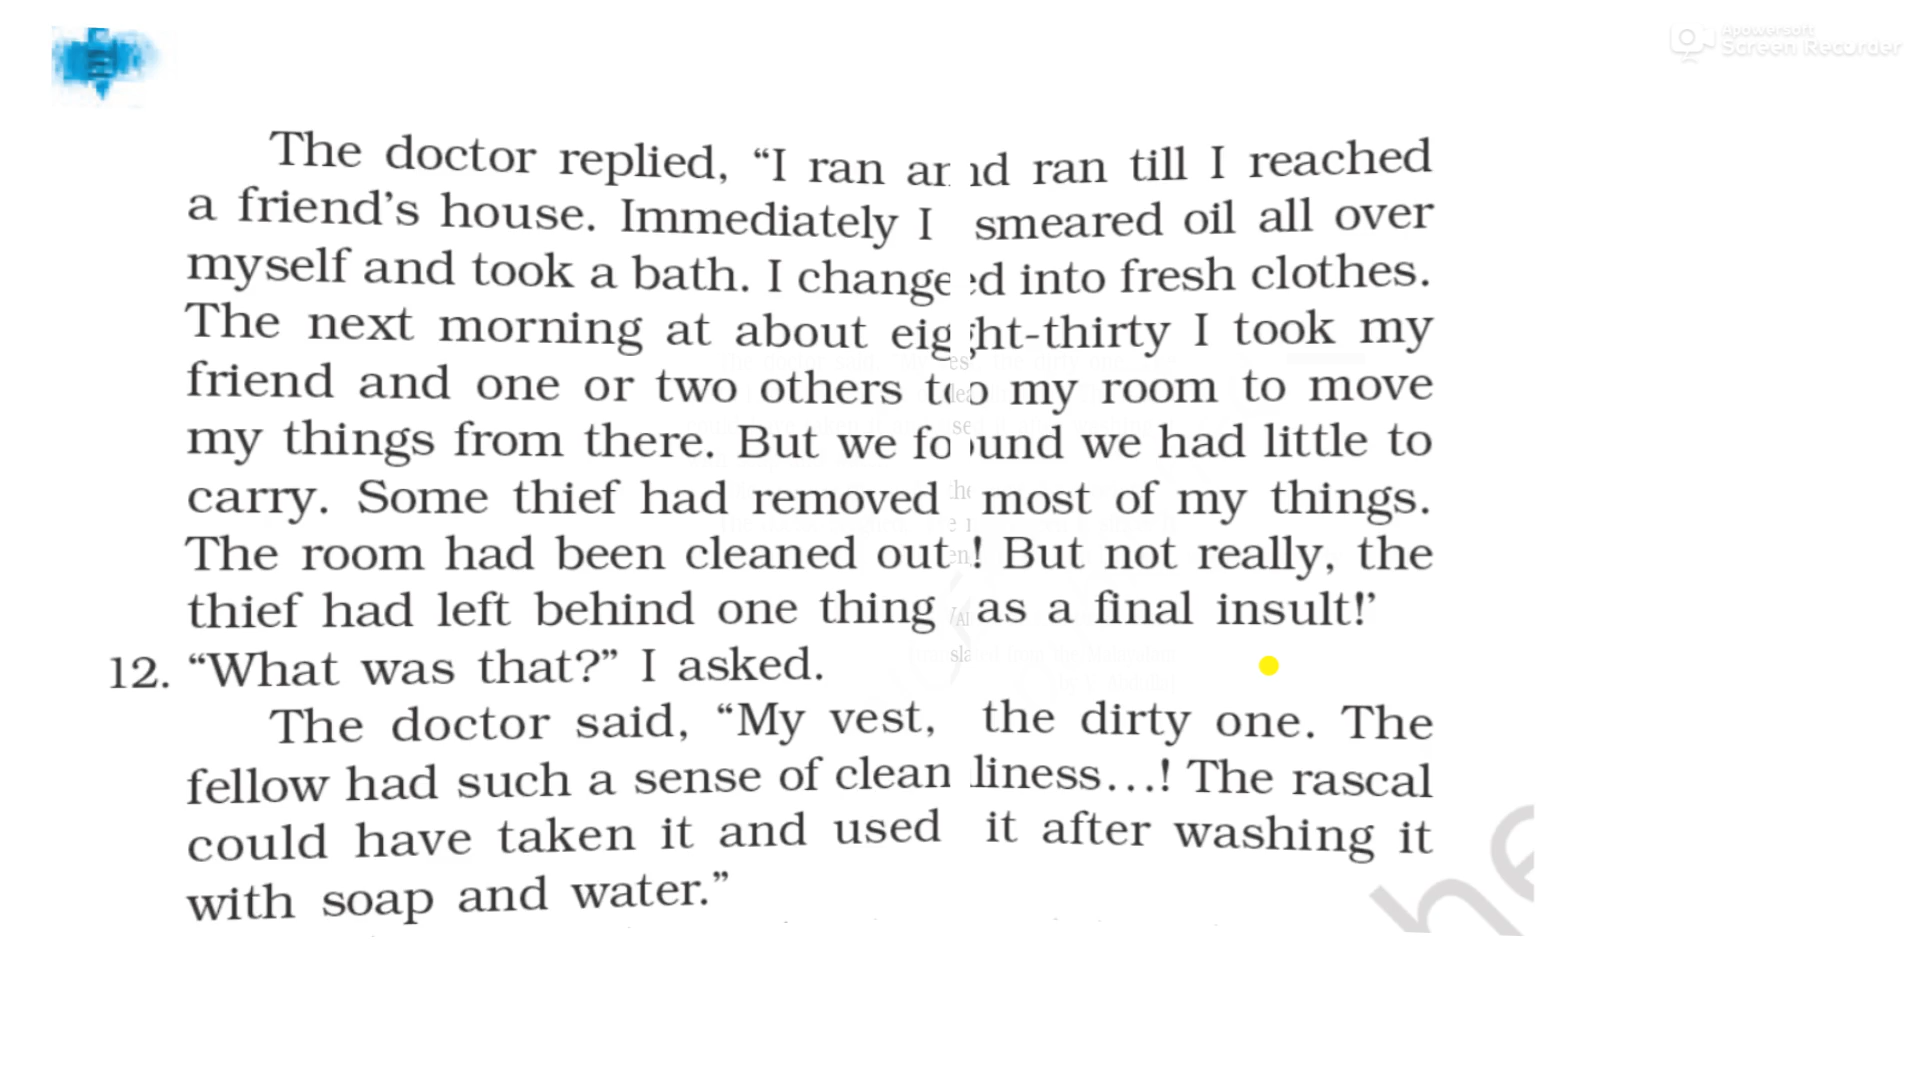 Apowersoft
Screen Recorder
The doctor replied, “I ran and ran till I reached
a friend’s house. Immediately I smeared oil all over
myself and took a bath. I changed into fresh clothes.
The next morning at about eight-thirty I took my
friend and one or two others to my room to move
my things from there. But we found we had little to
carry. Some thief had removed most of my things.
The room had been cleaned out! But not really, the
thief had left behind one thing as a final insult!’
12. “What was that?” I asked.
The doctor said, “My vest, the dirty one. The
fellow had such a sense of cleanliness...! The rascal
could have taken it and used it after washing it
with soap and water.”
he